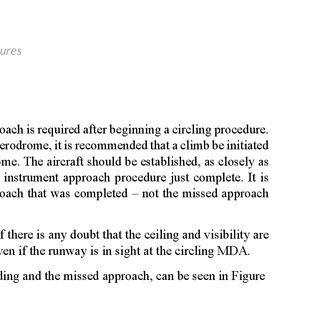 ures
oach is required after beginning a circling procedure.
erodrome, it is recommended that a climb be initiated
ome. The aircraft should be established, as closely as
instrument approach procedure just complete. It is
oach that was completed – not the missed approach
f there is any doubt that the ceiling and visibility are
ven if the runway is in sight at the circling MDA.
ding and the missed approach, can be seen in Figure